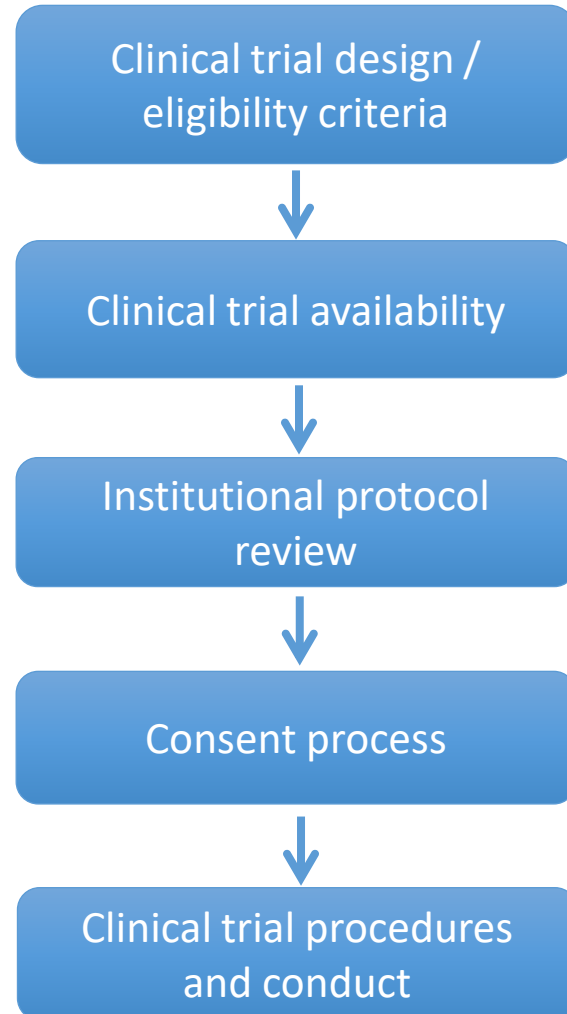 Clinical trial design /
eligibility criteria
Clinical trial availability
Institutional protocol
review
Consent process
Clinical trial procedures
and conduct